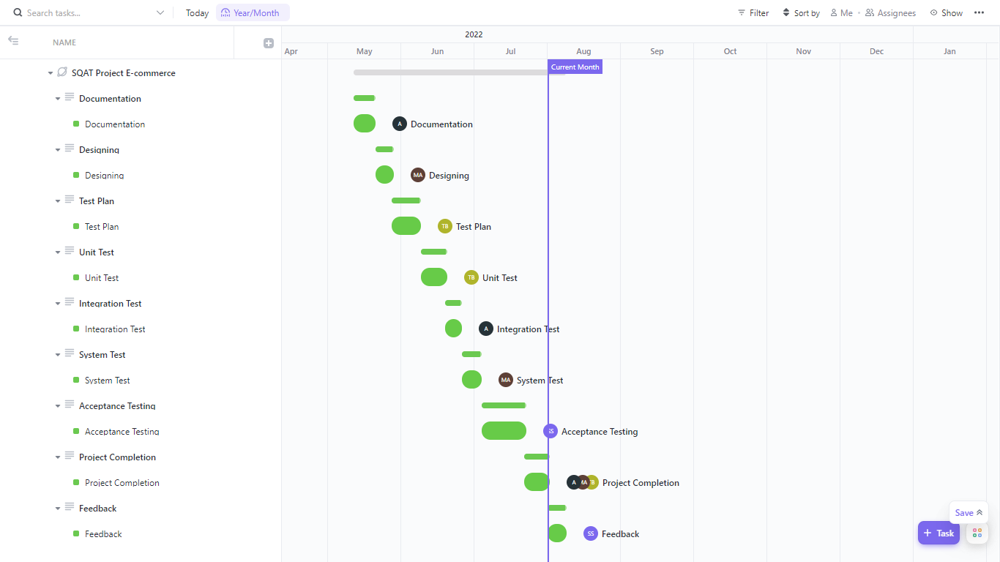 Search tasks...
Today
Year/Month
Filter
Sort by
Me
Assignees
Show
NAME
2022
Apr
May
Jun
Jul
Aug
Sep
Oct
Nov
Dec
Jan
Current Month
SQAT Project E-commerce
Documentation
Documentation
A
Documentation
Designing
Designing
MA
Designing
Test Plan
Test Plan
TB
Test Plan
Unit Test
Unit Test
TB
Unit Test
Integration Test
Integration Test
A
Integration Test
System Test
System Test
MA
System Test
Acceptance Testing
Acceptance Testing
SS
Acceptance Testing
Project Completion
Project Completion
A MA TB
Project Completion
Feedback
Feedback
SS
Feedback
Save
+ Task